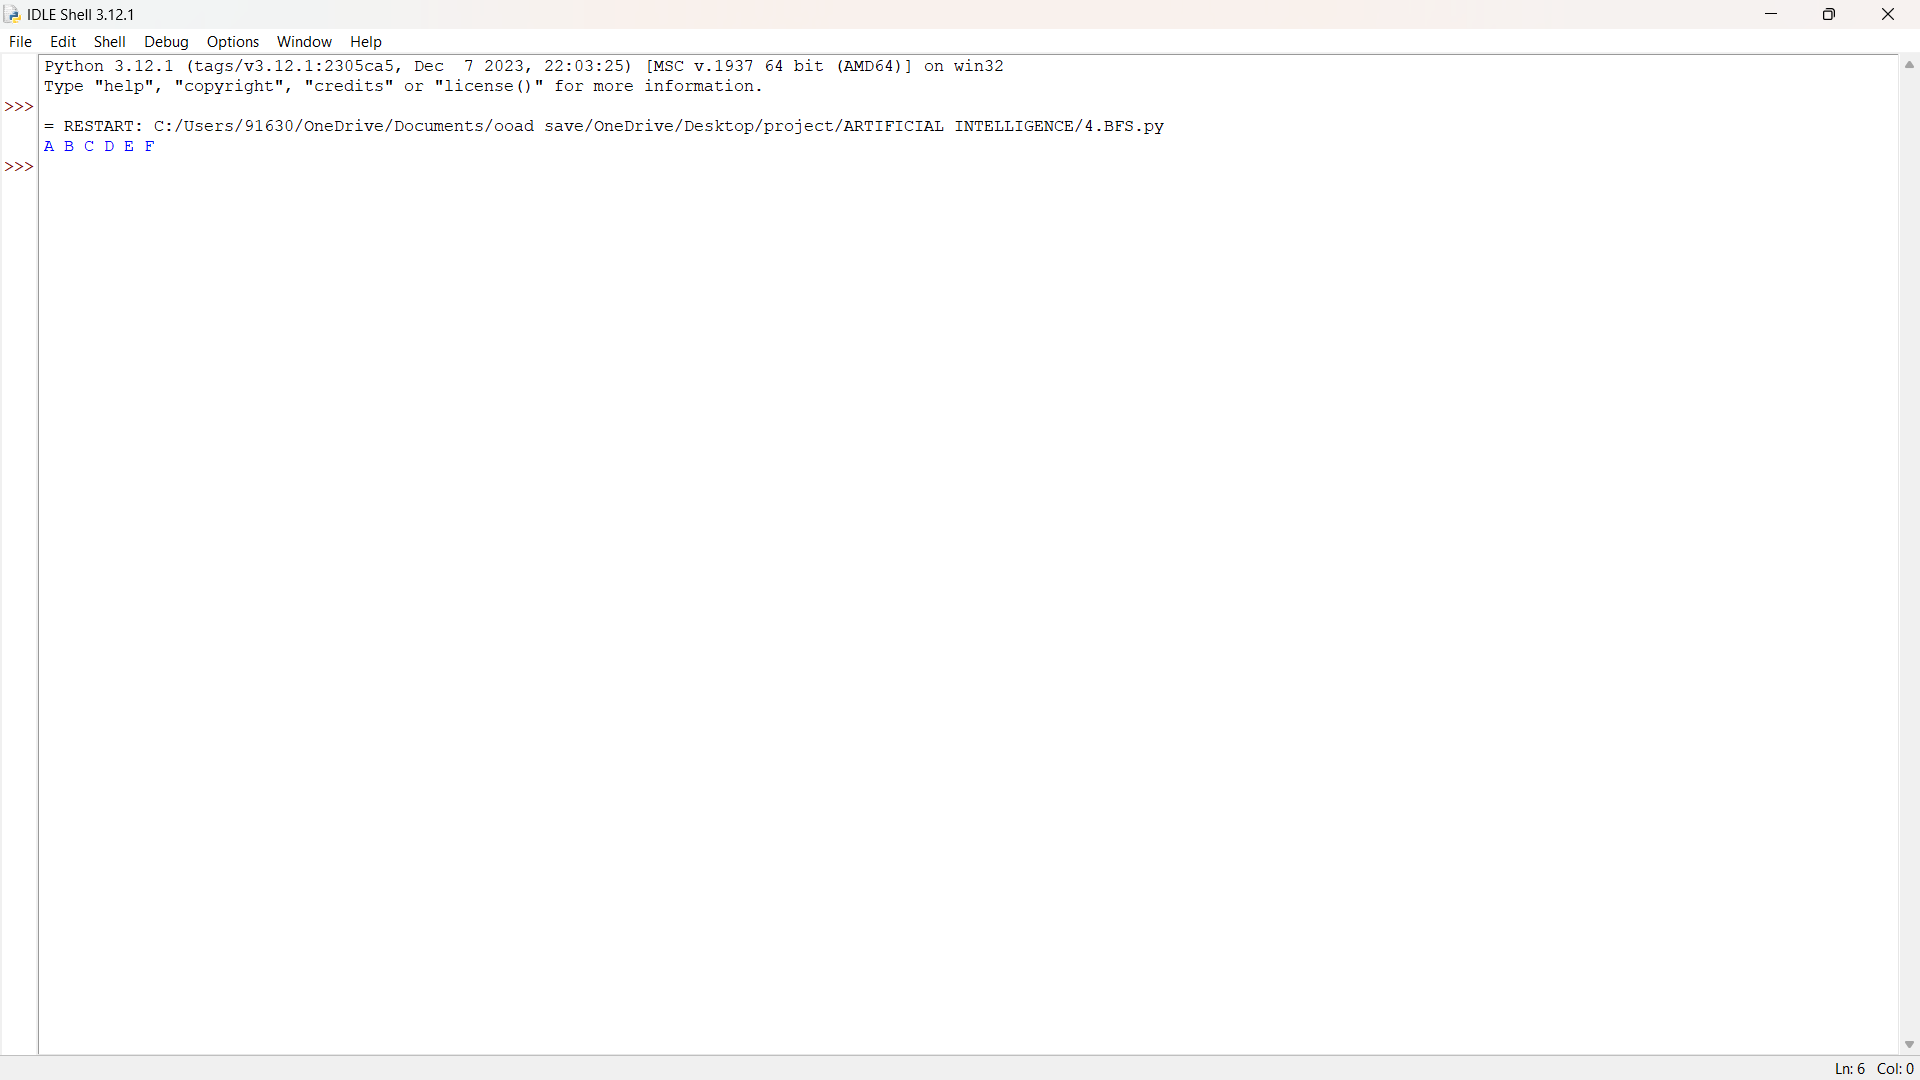 IDLE Shell 3.12.1
File Edit Shell Debug Options Window Help
Python 3.12.1 (tags/v3.12.1:2305ca5, Dec  7 2023, 22:03:25) [MSC v.1937 64 bit (AMD64)] on win32
Type "help", "copyright", "credits" or "license()" for more information.
>>>
= RESTART: C:/Users/91630/OneDrive/Documents/ooad save/OneDrive/Desktop/project/ARTIFICIAL INTELLIGENCE/4.BFS.py
A B C D E F
>>>
Ln: 6 Col: 0